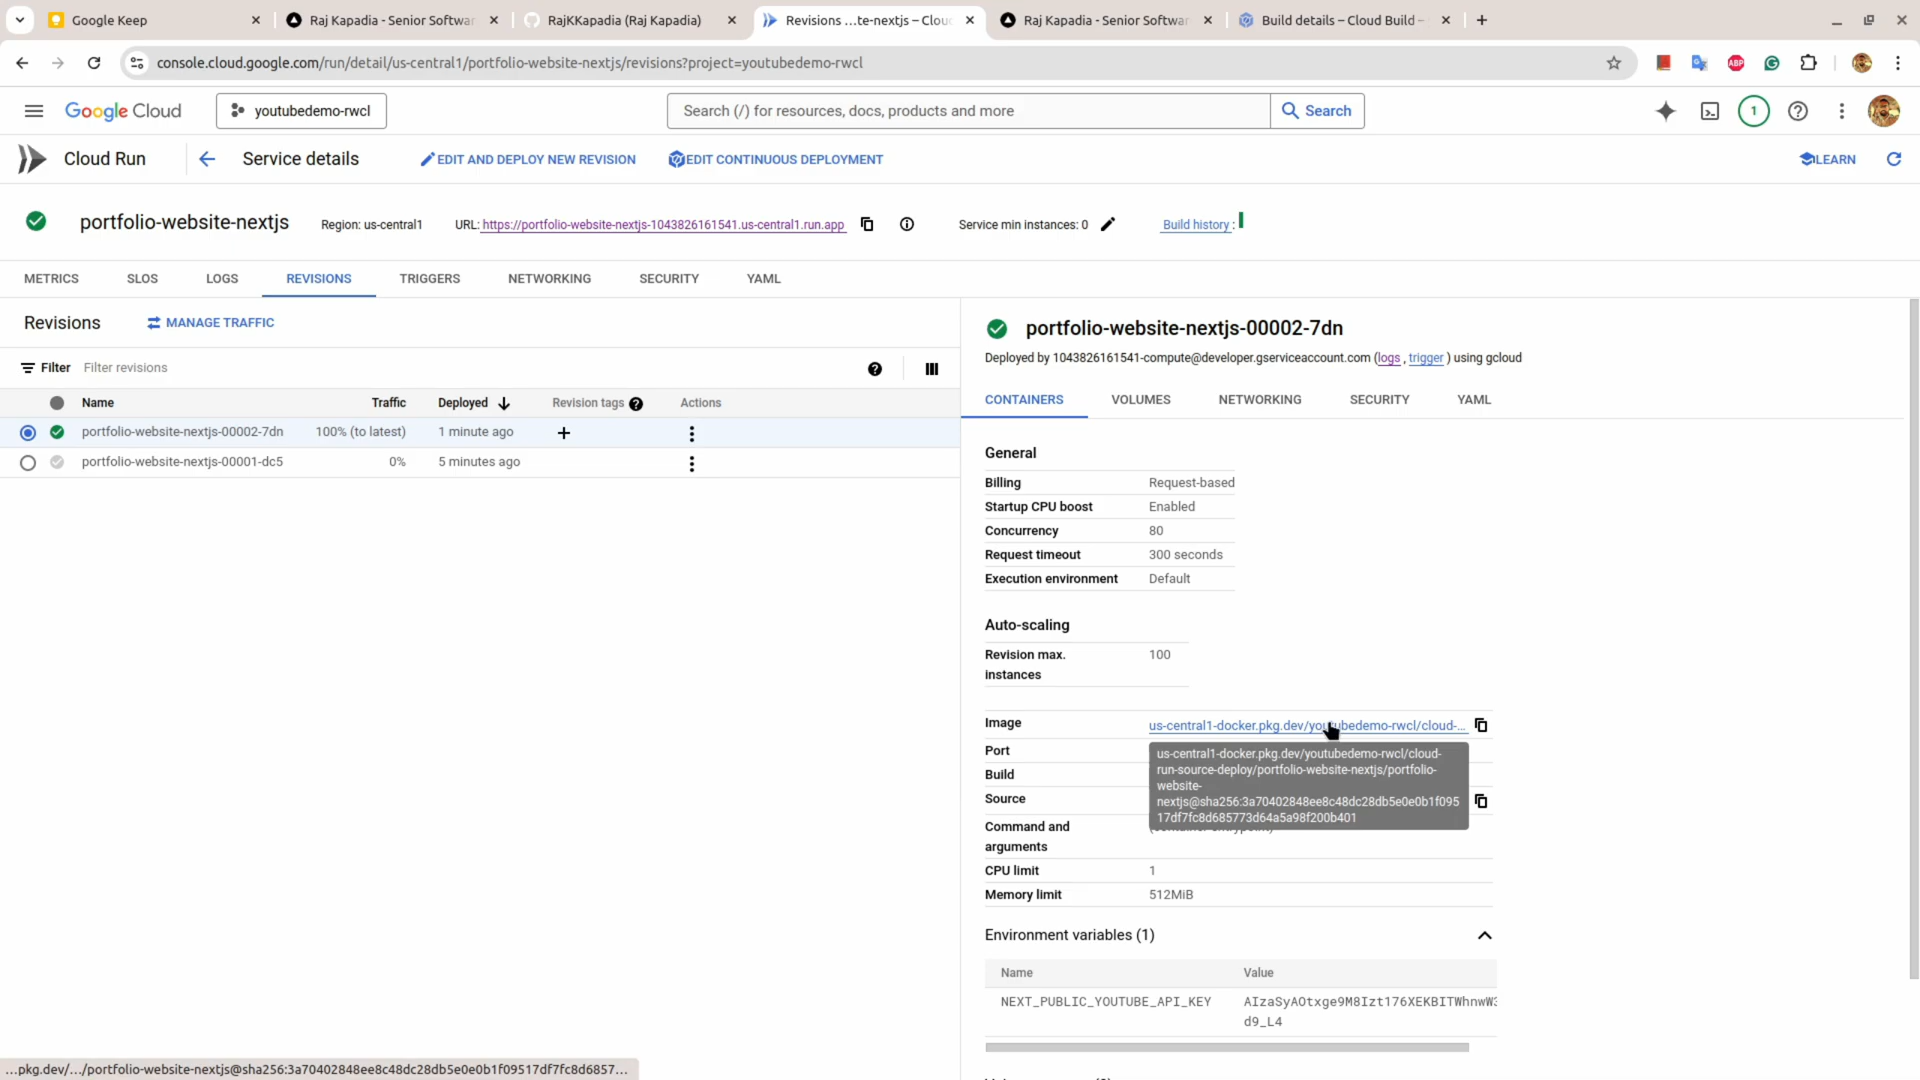 Google Keep
Raj Kapadia - Senior Softwar
RajKKapadia (Raj Kapadia)
Revisions ...te-nextjs – Clou
Raj Kapadia - Senior Softwar
Build details – Cloud Build –
console.cloud.google.com/run/detail/us-central1/portfolio-website-nextjs/revisions?project=youtubedemo-rwcl
ABP
Google Cloud
youtubedemo-rwcl
Search (/) for resources, docs, products and more
Search
1
Cloud Run
Service details
EDIT AND DEPLOY NEW REVISION
EDIT CONTINUOUS DEPLOYMENT
LEARN
portfolio-website-nextjs
Region: us-central1
URL: https://portfolio-website-nextjs-1043826161541.us-central1.run.app
Service min instances: 0
Build history :
METRICS
SLOS
LOGS
REVISIONS
TRIGGERS
NETWORKING
SECURITY
YAML
Revisions
MANAGE TRAFFIC
Filter
Filter revisions
Name
Traffic
Deployed
Revision tags
Actions
portfolio-website-nextjs-00002-7dn
100% (to latest)
1 minute ago
portfolio-website-nextjs-00001-dc5
0%
5 minutes ago
portfolio-website-nextjs-00002-7dn
Deployed by 1043826161541-compute@developer.gserviceaccount.com (logs , trigger ) using gcloud
CONTAINERS
VOLUMES
NETWORKING
SECURITY
YAML
General
Billing Request-based
Startup CPU boost Enabled
Concurrency 80
Request timeout 300 seconds
Execution environment Default
Auto-scaling
Revision max. 100
instances
Image us-central1-docker.pkg.dev/youtubedemo-rwcl/cloud-...
Port
Build
Source
us-central1-docker.pkg.dev/youtubedemo-rwcl/cloud-
run-source-deploy/portfolio-website-nextjs/portfolio-
website-
nextjs@sha256:3a70402848ee8c48dc28db5e0e0b1f095
17df7fc8d685773d64a5a98f200b401
Command and
arguments
CPU limit 1
Memory limit 512MiB
Environment variables (1)
Name Value
NEXT_PUBLIC_YOUTUBE_API_KEY AIzaSyAOtxge9M8Izt176XEKBITWhnwW3
d9_L4
...pkg.dev/.../portfolio-website-nextjs@sha256:3a70402848ee8c48dc28db5e0e0b1f09517df7fc8d6857...